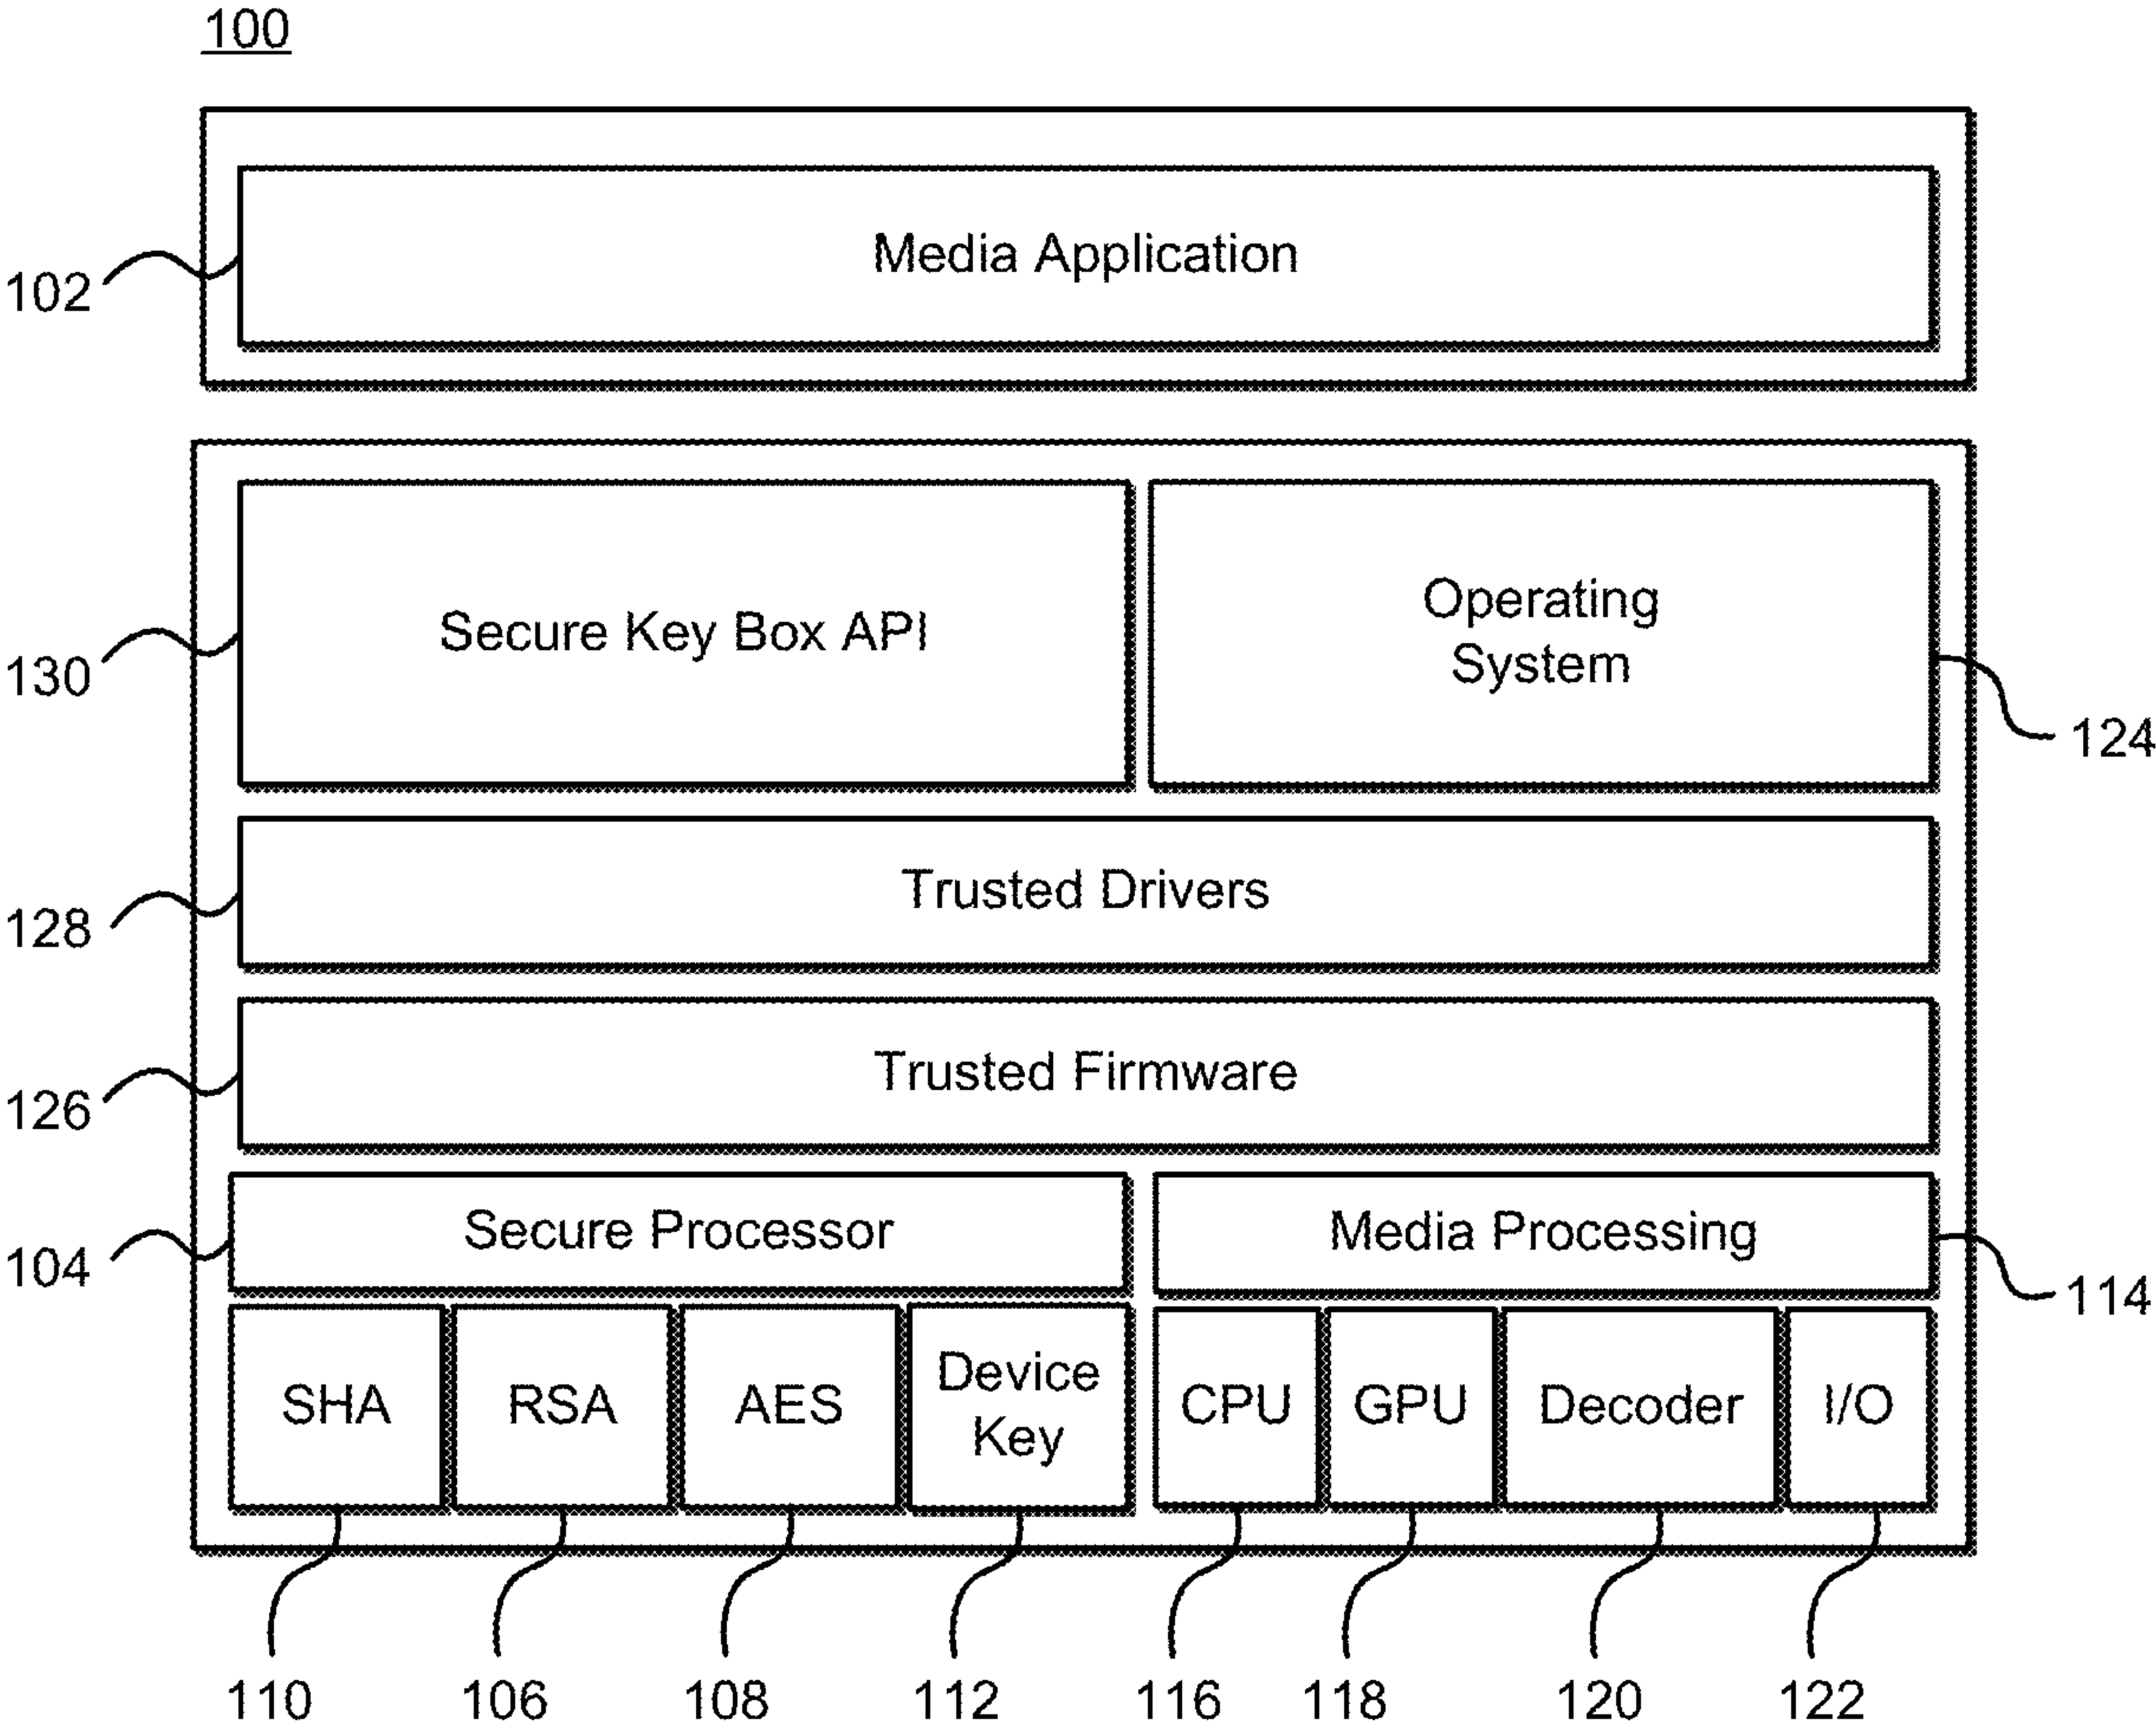 100
Media Application
102
Secure Key Box API
Operating
System
130
124
Trusted Drivers
128
Trusted Firmware
126
Secure Processor
Media Processing
104
114
SHA
RSA
AES
Device
Key
CPU
GPU
Decoder
I/O
110
106
108
112
116
118
120
122